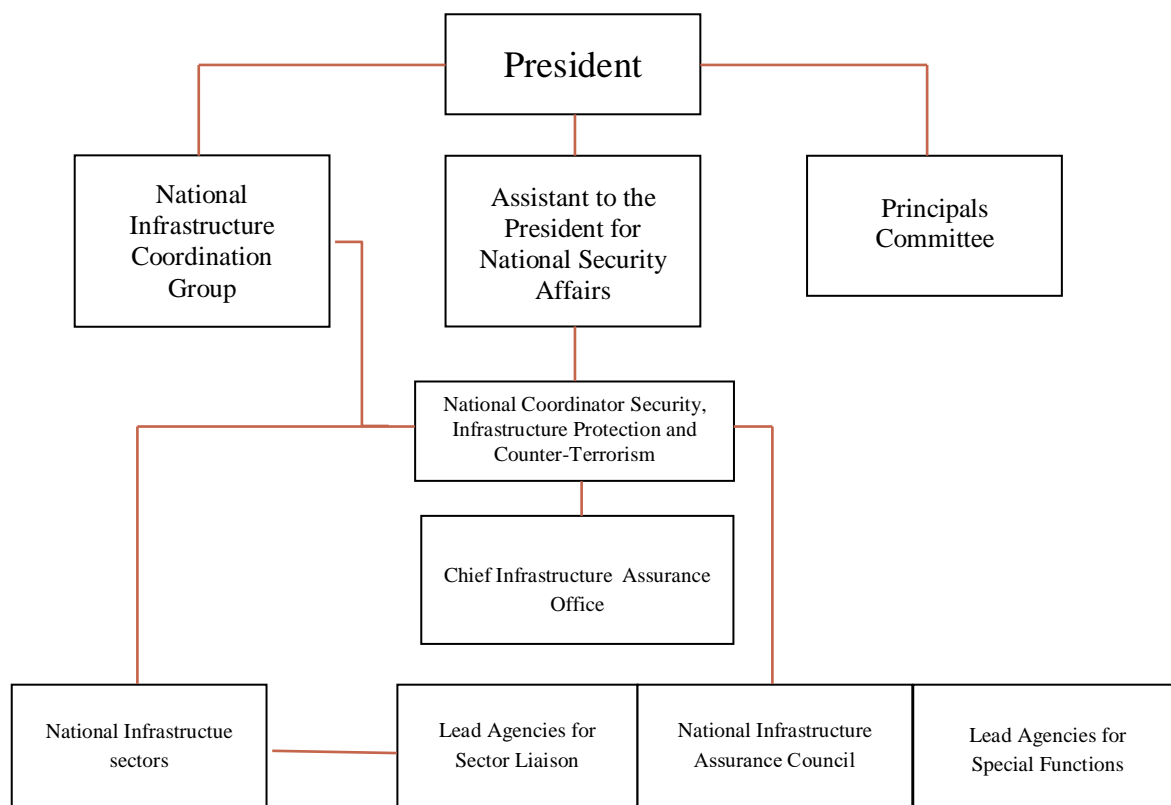 President
National
Infrastructure
Coordination
Group
Assistant to the
President for
National Security
Affairs
Principals
Committee
National Coordinator Security,
Infrastructure Protection and
Counter-Terrorism
Chief Infrastructure Assurance
Office
National Infrastructue
sectors
Lead Agencies for
Sector Liaison
National Infrastructure
Assurance Council
Lead Agencies for
Special Functions